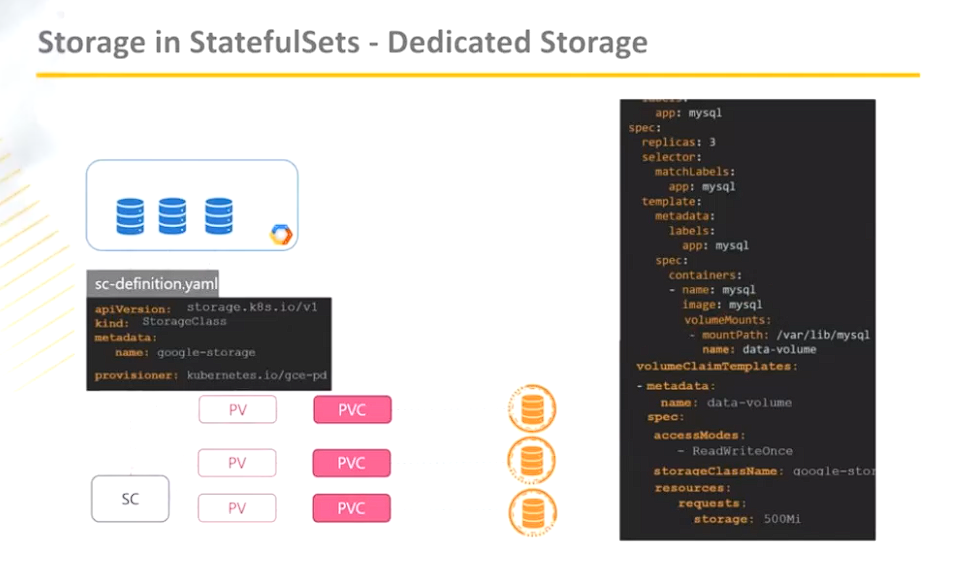 Storage in StatefulSets - Dedicated Storage
sc-definition.yaml
apiVersion: storage.k8s.io/v1
kind: StorageClass
metadata:
name: google-storage
provisioner: kubernetes.io/gce-pd
PV PVC
PV PVC
SC
PV PVC
labels:
app: mysql
spec:
replicas: 3
selector:
matchLabels:
app: mysql
template:
metadata:
labels:
app: mysql
spec:
containers:
- name: mysql
image: mysql
volumeMounts:
- mountPath: /var/lib/mysql
name: data-volume
volumeClaimTemplates:
- metadata:
name: data-volume
spec:
accessModes:
- ReadWriteOnce
storageClassName: google-stor
resources:
requests:
storage: 500Mi